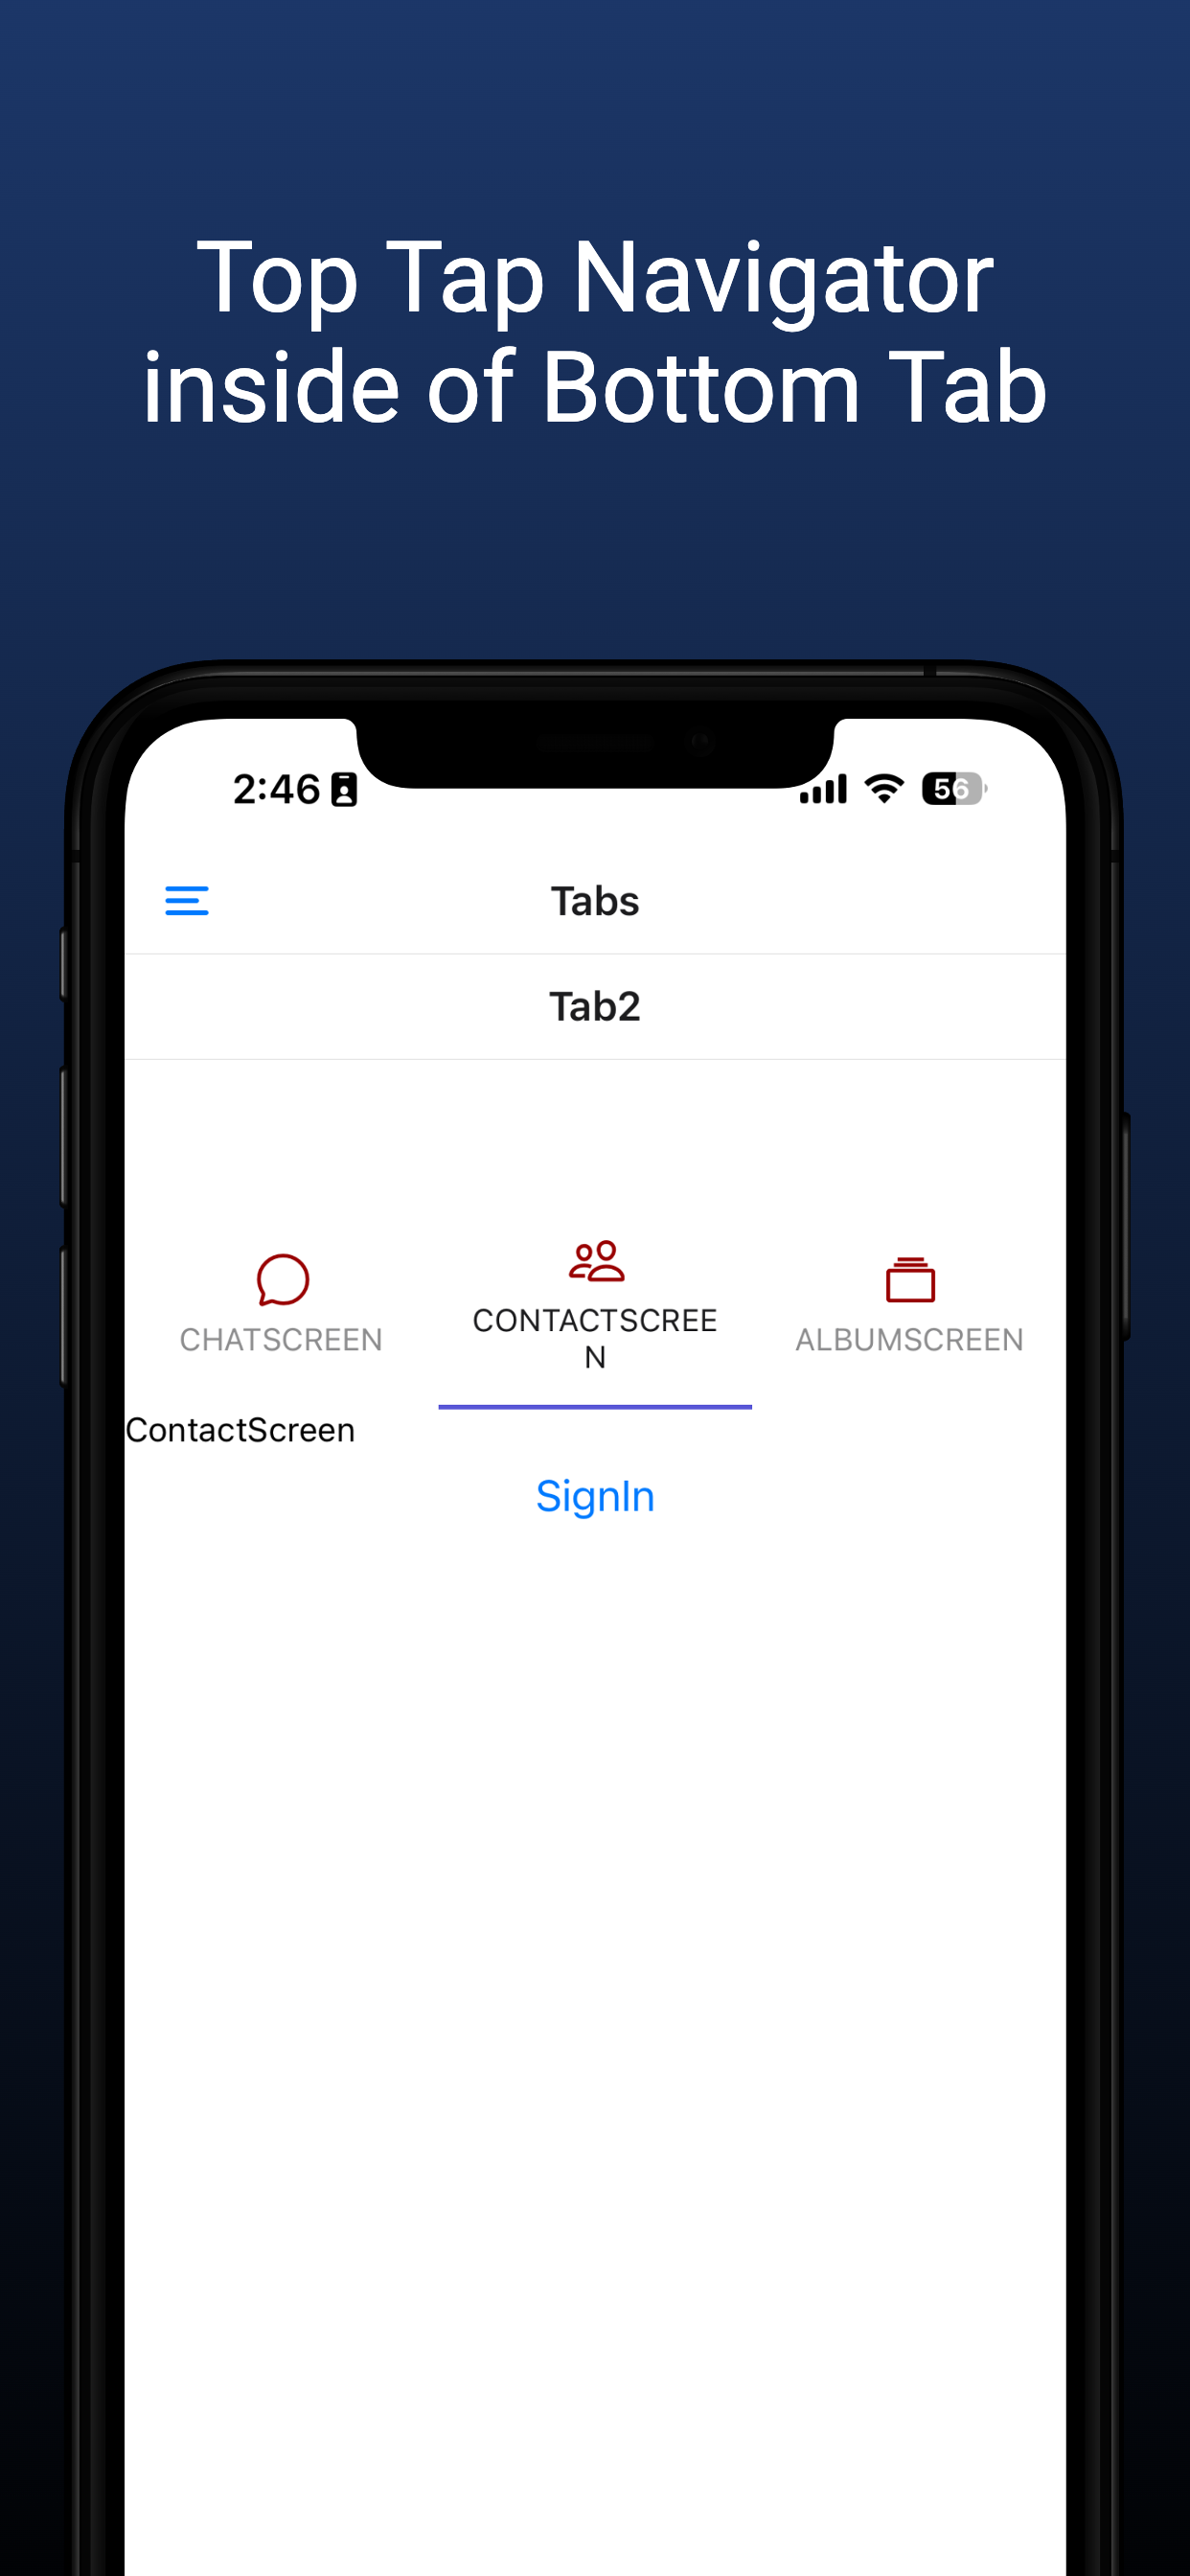 Top Tap Navigator
inside of Bottom Tab
2:46
56
Tabs
Tab2
CHATSCREEN
CONTACTSCREE
N
ALBUMSCREEN
ContactScreen
SignIn